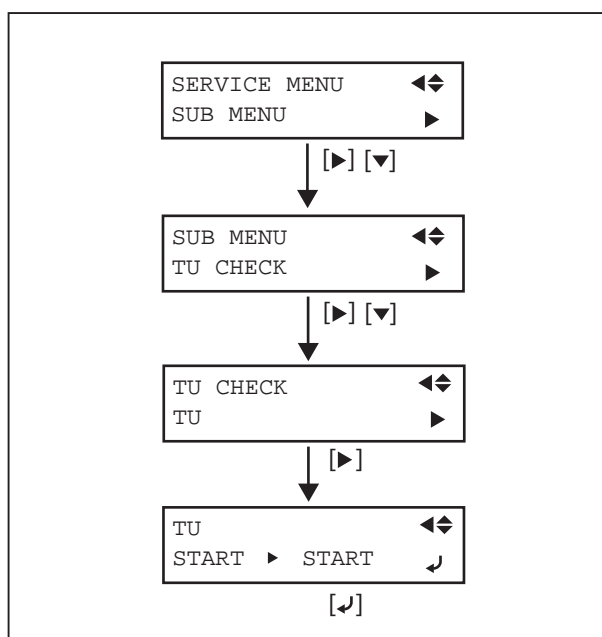 SERVICE MENU ◀◆
SUB MENU ▶
[▶] [▼]
SUB MENU ◀◆
TU CHECK ▶
[▶] [▼]
TU CHECK ◀◆
TU ▶
[▶]
TU ◀◆
START ▶ START ↵
[↵]